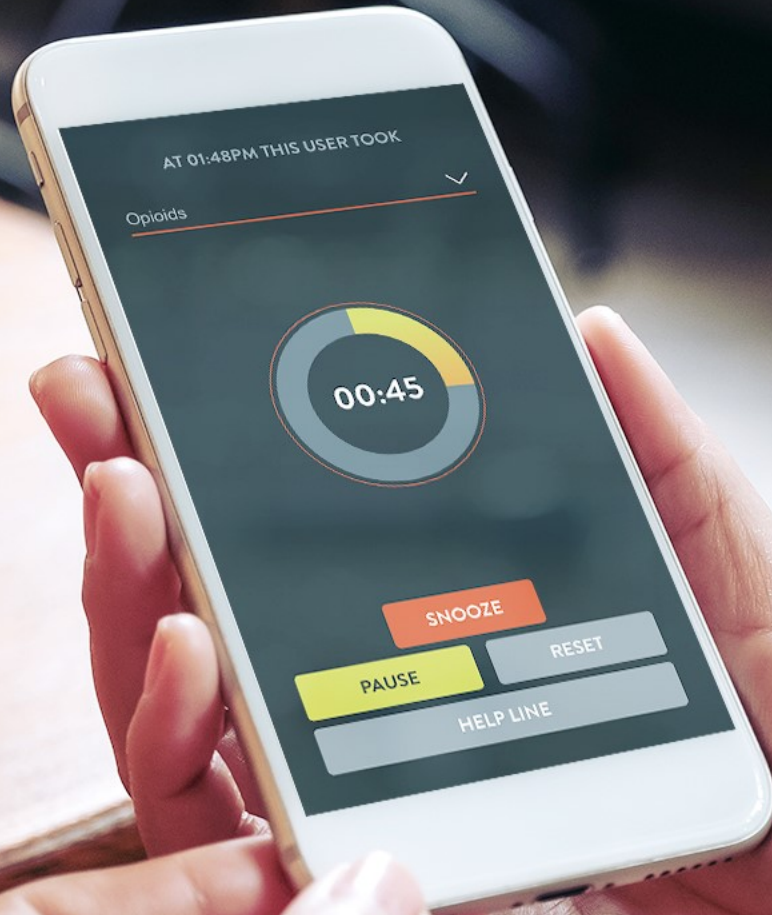 AT 01:48PM THIS USER TOOK
Opioids
00:45
SNOOZE
PAUSE
RESET
HELP LINE